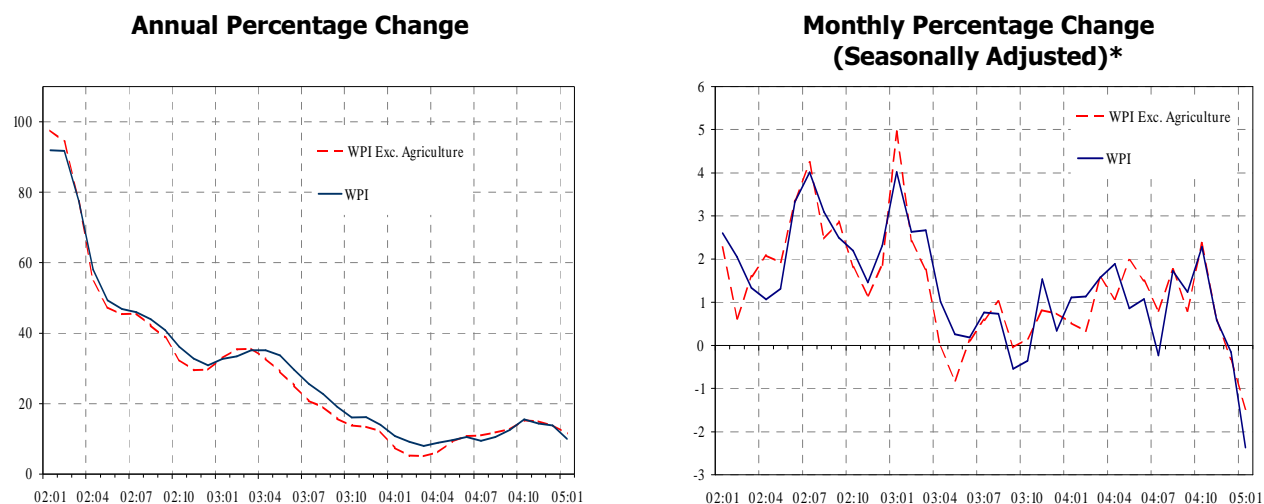 Annual Percentage Change
100
80
60
40
20
0
WPI Exc. Agriculture
WPI
02:01 02:04 02:07 02:10 03:01 03:04 03:07 03:10 04:01 04:04 04:07 04:10 05:01
Monthly Percentage Change
(Seasonally Adjusted)*
6
5
4
3
2
1
0
-1
-2
-3
WPI Exc. Agriculture
WPI
02:01 02:04 02:07 02:10 03:01 03:04 03:07 03:10 04:01 04:04 04:07 04:10 05:01